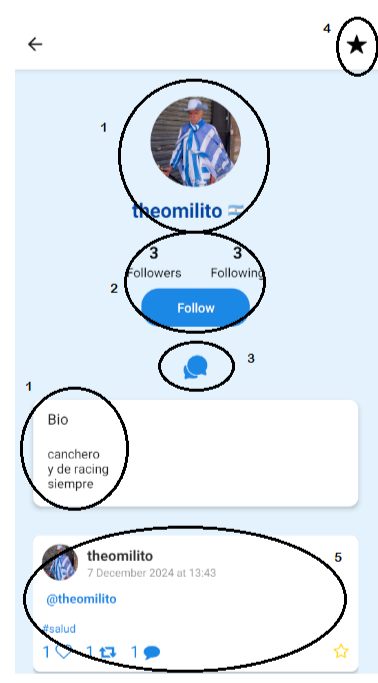 4
1
theomilito
3 3
Followers Following
2
Follow
3
1
Bio
canchero
y de racing
siempre
theomilito
5
7 December 2024 at 13:43
@theomilito
#salud
1 1 1